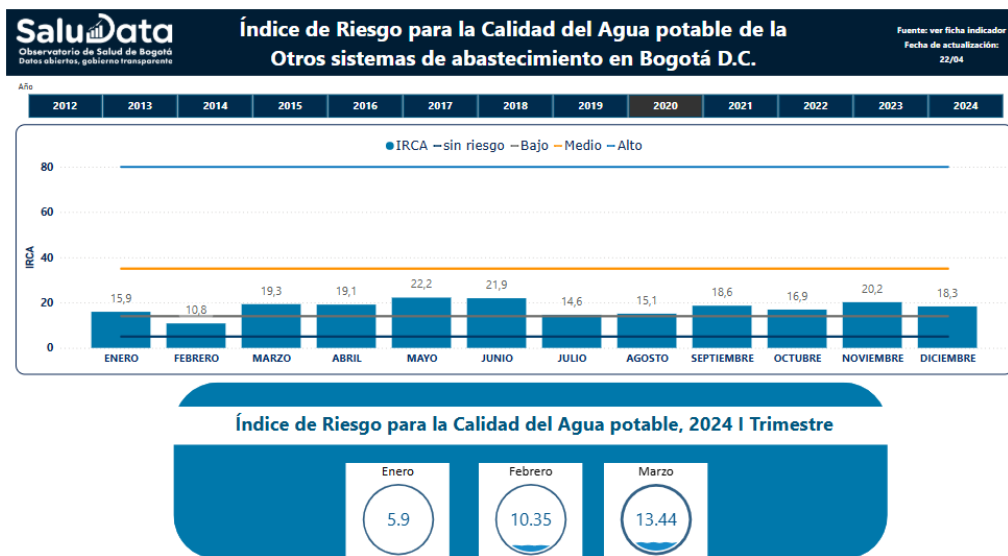 SaluData
Observatorio de Salud de Bogotá
Datos abiertos, gobierno transparente
Índice de Riesgo para la Calidad del Agua potable de la
Otros sistemas de abastecimiento en Bogotá D.C.
Fuente: ver ficha indicador
Fecha de actualización:
22/04
Año
2012 2013 2014 2015 2016 2017 2018 2019 2020 2021 2022 2023 2024
IRCA sin riesgo Bajo Medio Alto
80
60
40
20
0
IRCA
15,9 10,8 19,3 19,1 22,2 21,9 14,6 15,1 18,6 16,9 20,2 18,3
ENERO FEBRERO MARZO ABRIL MAYO JUNIO JULIO AGOSTO SEPTIEMBRE OCTUBRE NOVIEMBRE DICIEMBRE
Índice de Riesgo para la Calidad del Agua potable, 2024 I Trimestre
Enero Febrero Marzo
5.9 10.35 13.44